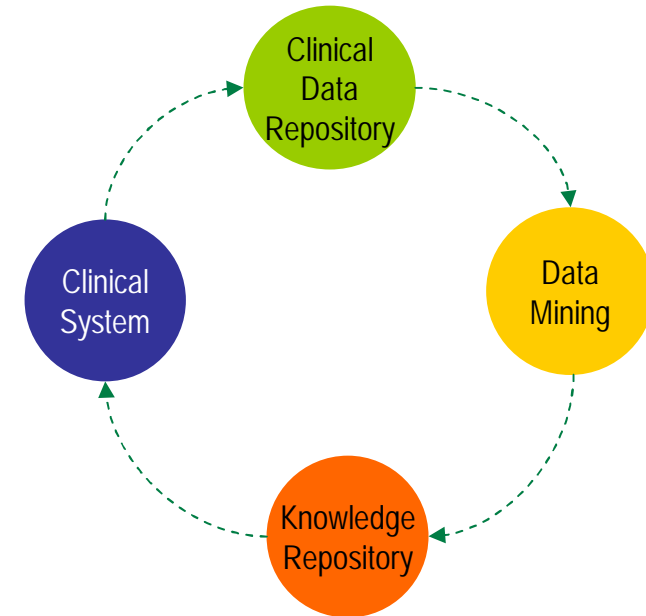 Clinical
Data
Repository
Clinical
System
Data
Mining
Knowledge
Repository